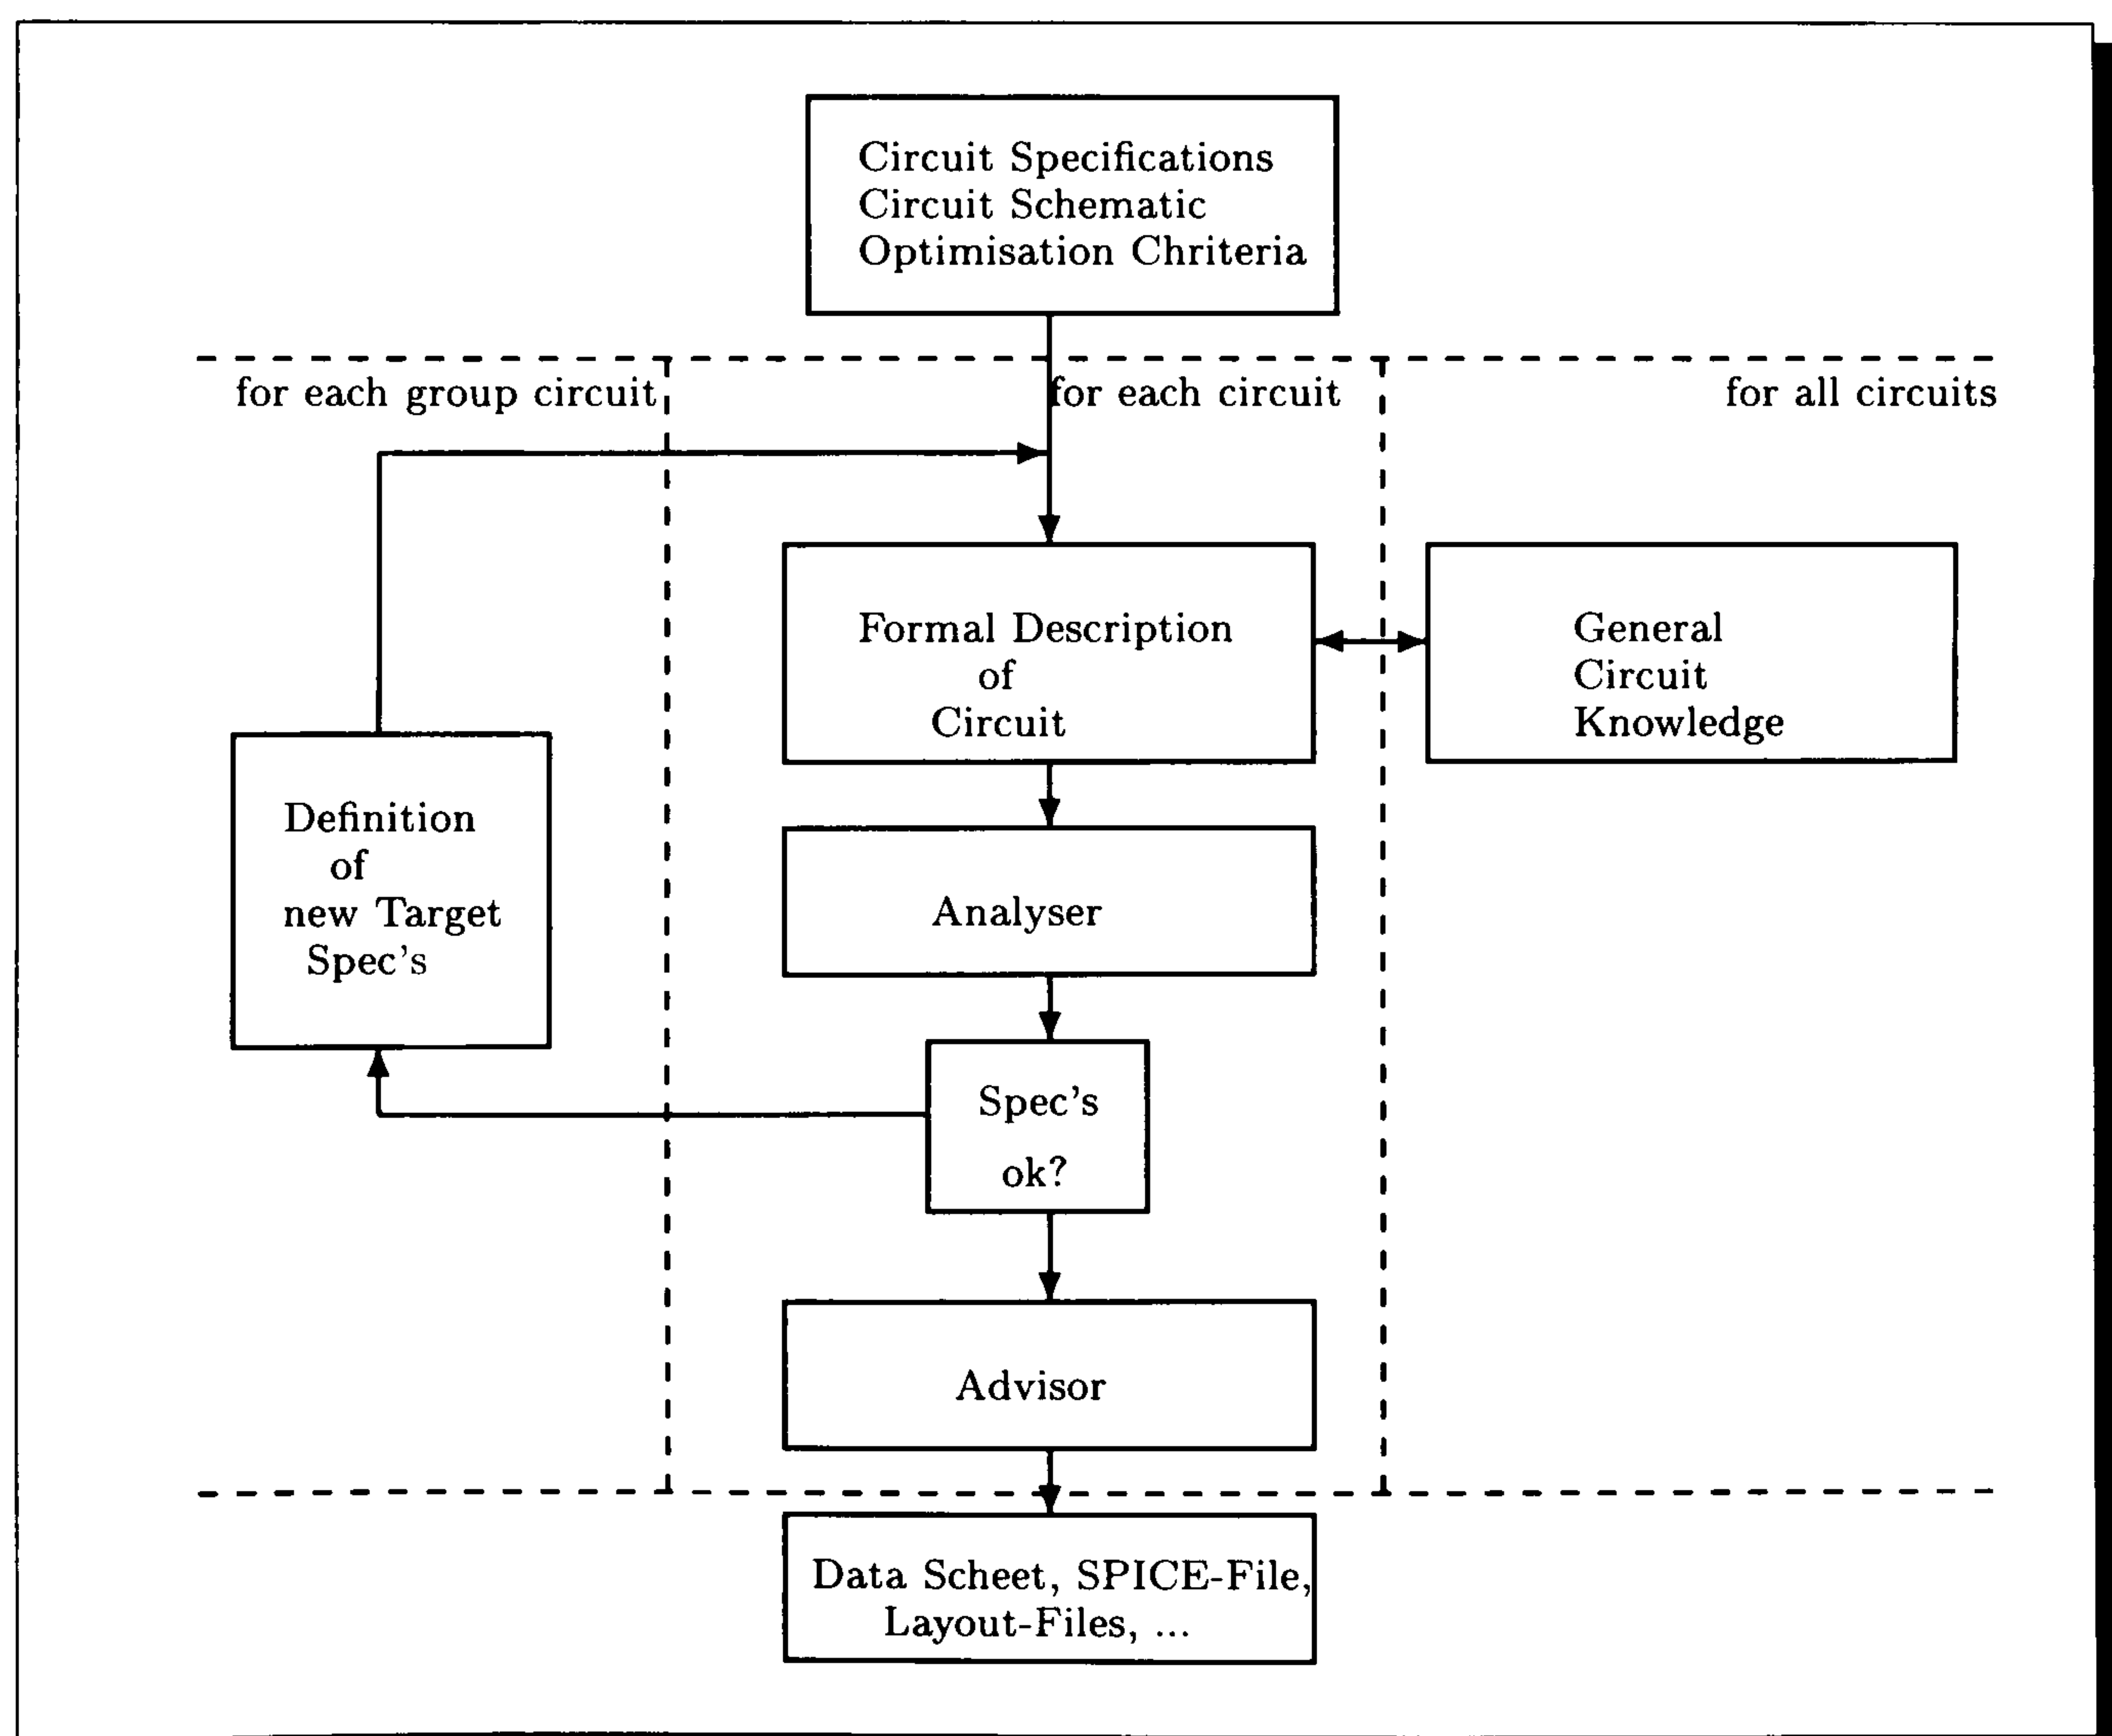 Circuit Specifications
Circuit Schematic
Optimisation Chriteria
for each group circuit
for each circuit
for all circuits
Formal Description
of
Circuit
General
Circuit
Knowledge
Definition
of
new Target
Spec's
Analyser
Spec's
ok?
Advisor
Data Scheet, SPICE-File,
Layout-Files, ...